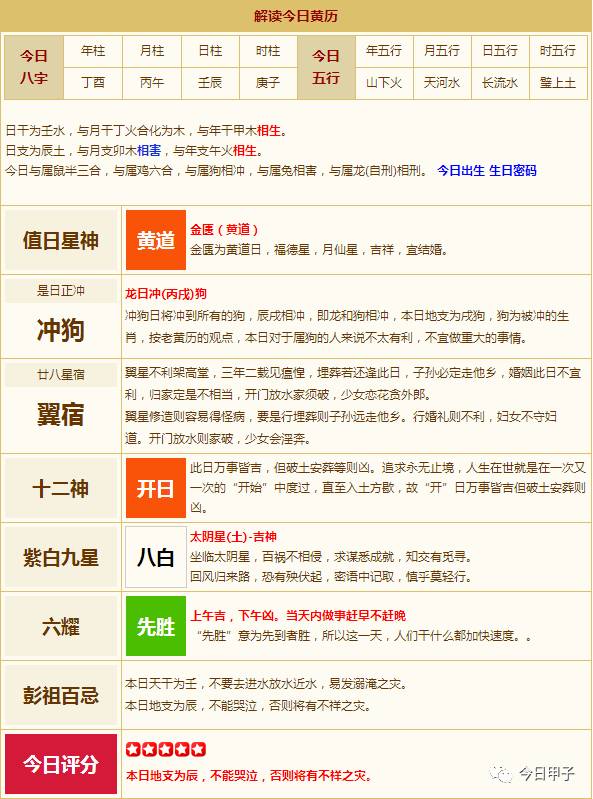 解读今日黄历
今日八字 年柱 月柱 日柱 时柱 今日五行 年五行 月五行 日五行 时五行
丁酉 丙午 壬辰 庚子 山下火 天河水 长流水 壁上土
日干为壬水，与月干丁火合化为木，与年干甲木相生。
日支为辰土，与月支卯木相害，与年支午火相生。
今日与属鼠半三合，与属鸡六合，与属狗相冲，与属兔相害，与属龙(自刑)相刑。 今日出生 生日密码
值日星神
黄道
金匮（黄道）
金匮为黄道日，福德星，月仙星，吉祥，宜结婚。
是日正冲
冲狗
龙日冲(丙戌)狗
冲狗日将冲到所有的狗，辰戌相冲，即龙和狗相冲，本日地支为戌狗，狗为被冲的生
肖，按老黄历的观点，本日对于属狗的人来说不太有利，不宜做重大的事情。
廿八星宿
翼宿
翼星不利架高堂，三年二载见瘟惶，埋葬若还逢此日，子孙必定走他乡，婚姻此日不宜
利，归家定是不相当，开门放水家须破，少女恋花贪外郎。
翼星修造则容易得怪病，要是行埋葬则子孙远走他乡。行婚礼则不利，妇女不守妇
道。开门放水则家破，少女会淫奔。
十二神
开日
此日万事皆吉，但破土安葬等则凶。追求永无止境，人生在世就是在一次又
一次的“开始”中度过，直至入土方歇，故“开”日万事皆吉但破土安葬则
凶。
紫白九星
八白
太阴星(土)-吉神
坐临太阴星，百祸不相侵，求谋悉成就，知交有觅寻。
回风归来路，恐有殃伏起，密语中记取，慎乎莫轻行。
六耀
先胜
上午吉，下午凶。当天内做事赶早不赶晚
“先胜”意为先到者胜，所以这一天，人们干什么都加快速度。。
彭祖百忌
本日天干为壬，不要去进水放水近水，易发溺淹之灾。
本日地支为辰，不能哭泣，否则将有不祥之灾。
今日评分
本日地支为辰，不能哭泣，否则将有不祥之灾。
今日甲子